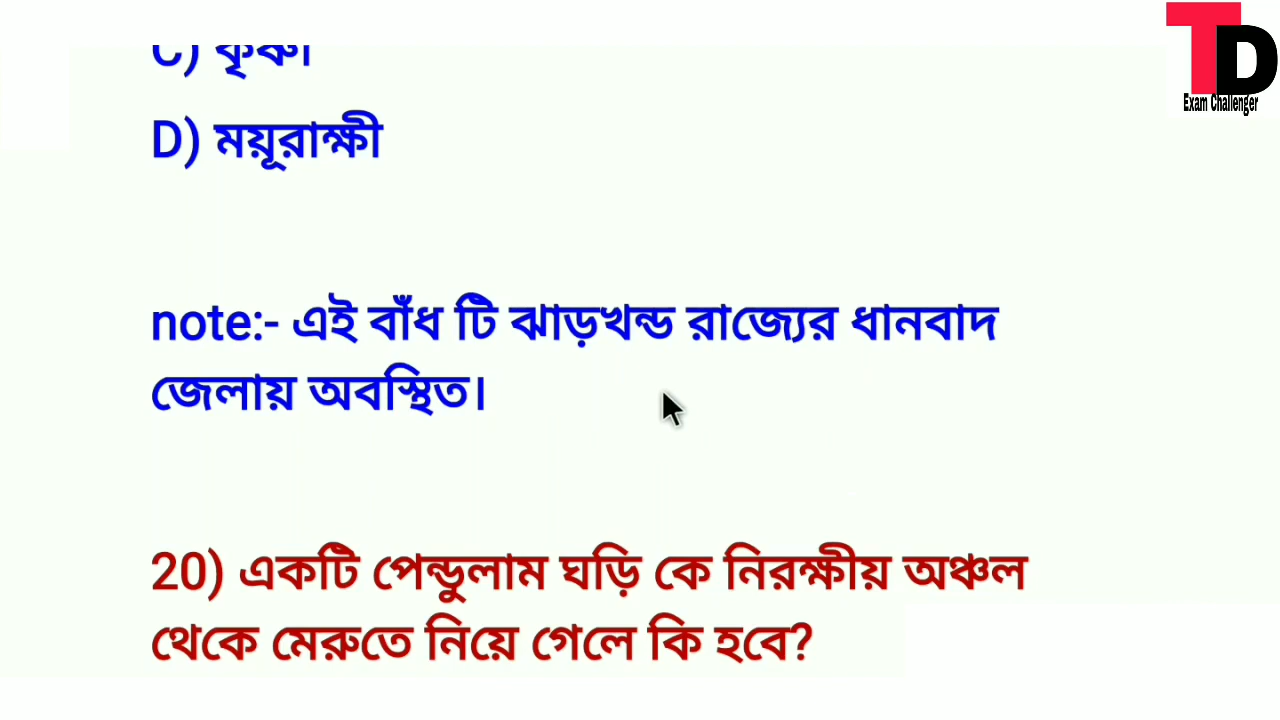 TD
Exam Challenger
C) কৃষ্ণা
D) ময়ূরাক্ষী
note:- এই বাঁধ টি ঝাড়খন্ড রাজ্যের ধানবাদ
জেলায় অবস্থিত।
20) একটি পেন্ডুলাম ঘড়ি কে নিরক্ষীয় অঞ্চল
থেকে মেরুতে নিয়ে গেলে কি হবে?